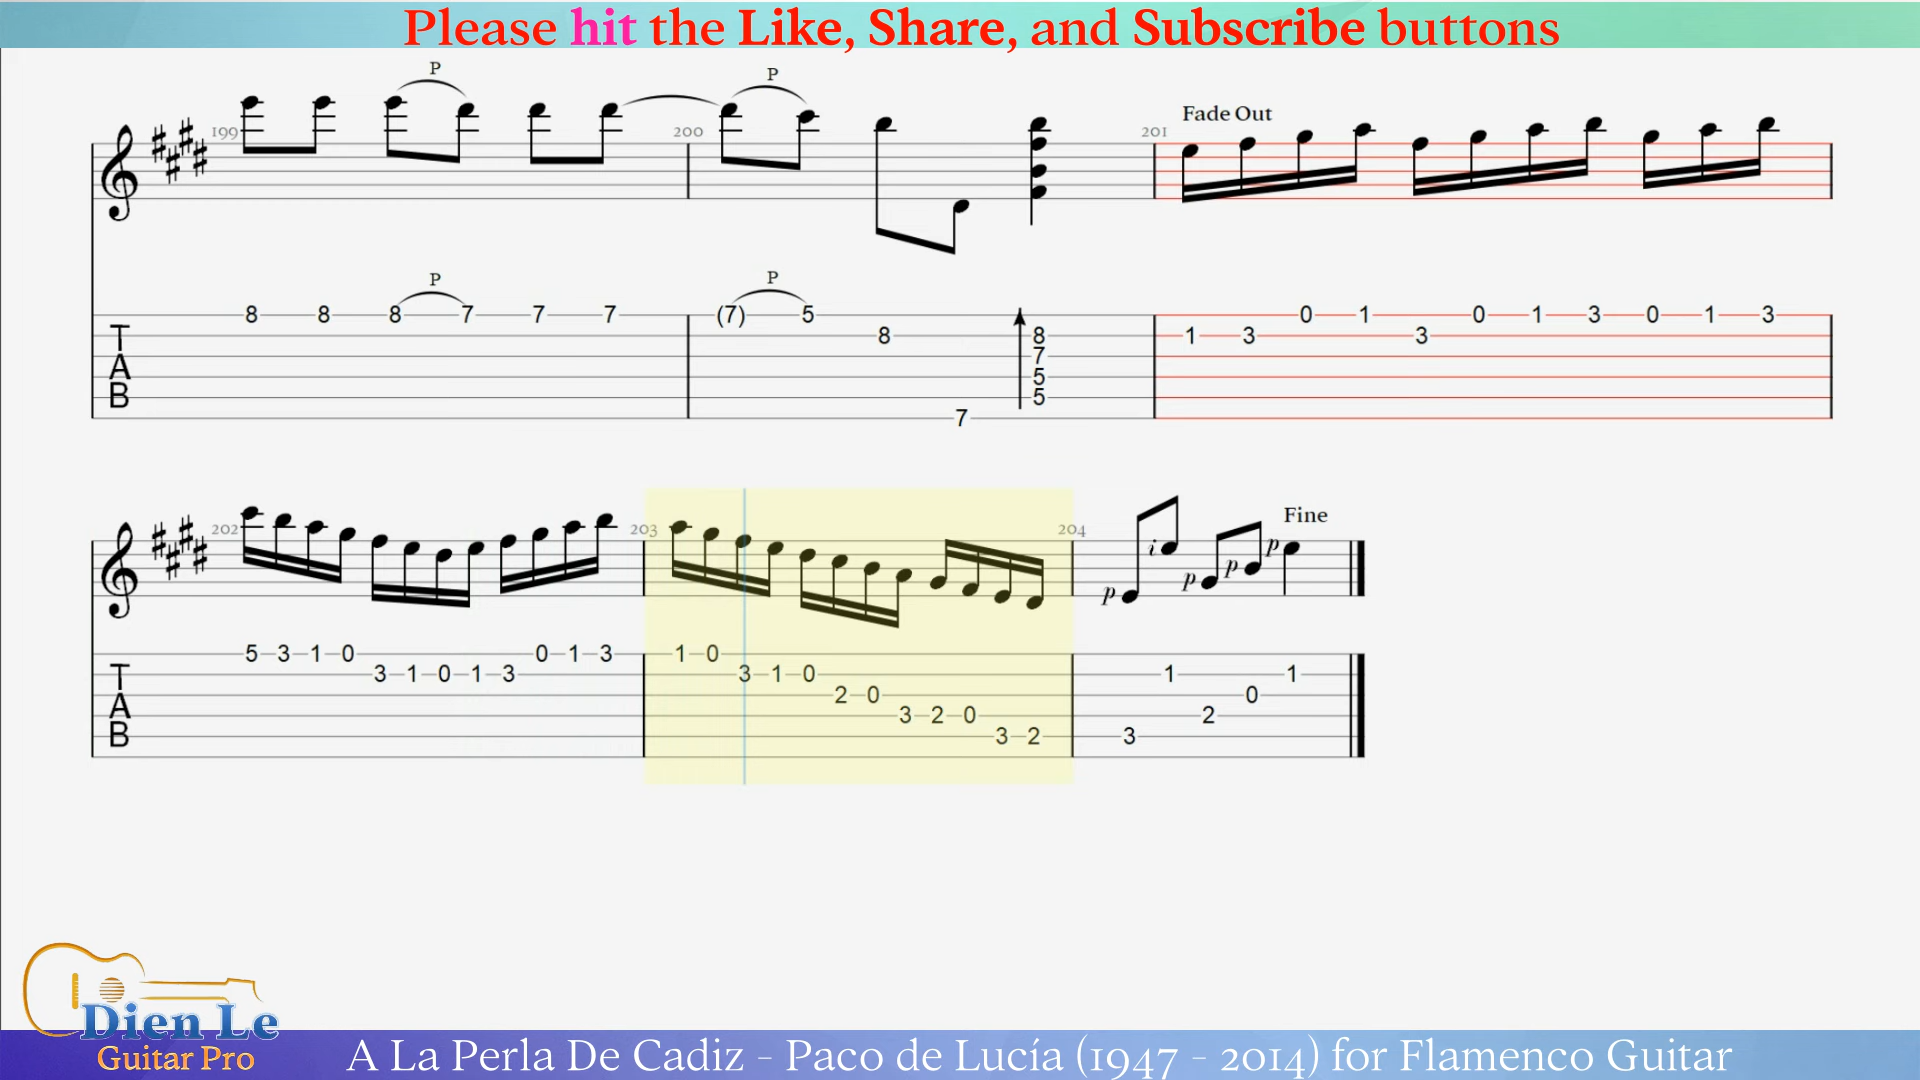 Please hit the Like, Share, and Subscribe buttons
P P
199 200 201 Fade Out
P P
8 8 8 7 7 7 (7) 5 0 1 0 1 3 0 1 3
T 8 8 1 3 3
7
A 5
B 5
7
202 203 204 Fine
i p p p p
5 3 1 0 0 1 3 1 0
T 3 1 0 1 3 3 1 0 1 1
2 0 0
A 3 2 0 2
B 3 2 3
Dien Le
Guitar Pro
A La Perla De Cadiz - Paco de Lucía (1947 - 2014) for Flamenco Guitar